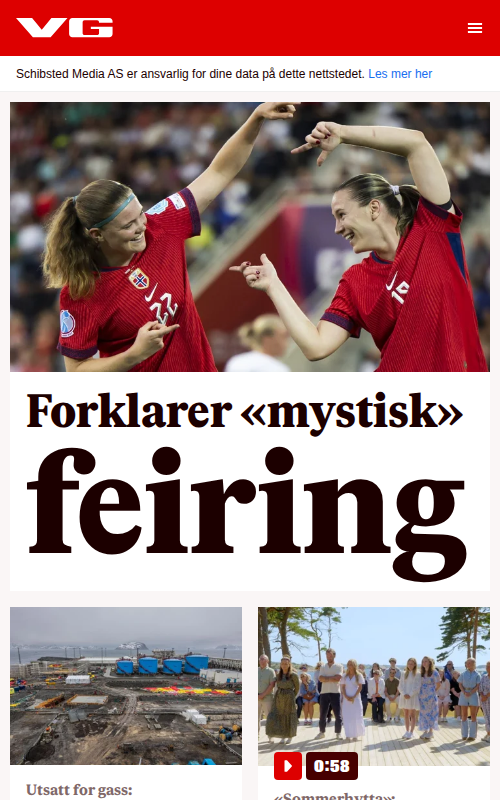 VG
Schibsted Media AS er ansvarlig for dine data på dette nettstedet. Les mer her
22
Forklarer «mystisk»
feiring
0:58
Utsatt for gass:
«Sommerhytta»: